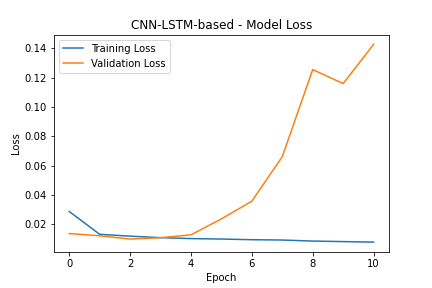 CNN-LSTM-based - Model Loss
Training Loss
Validation Loss
0.14
0.12
0.10
0.08
0.06
0.04
0.02
Loss
0 2 4 6 8 10
Epoch